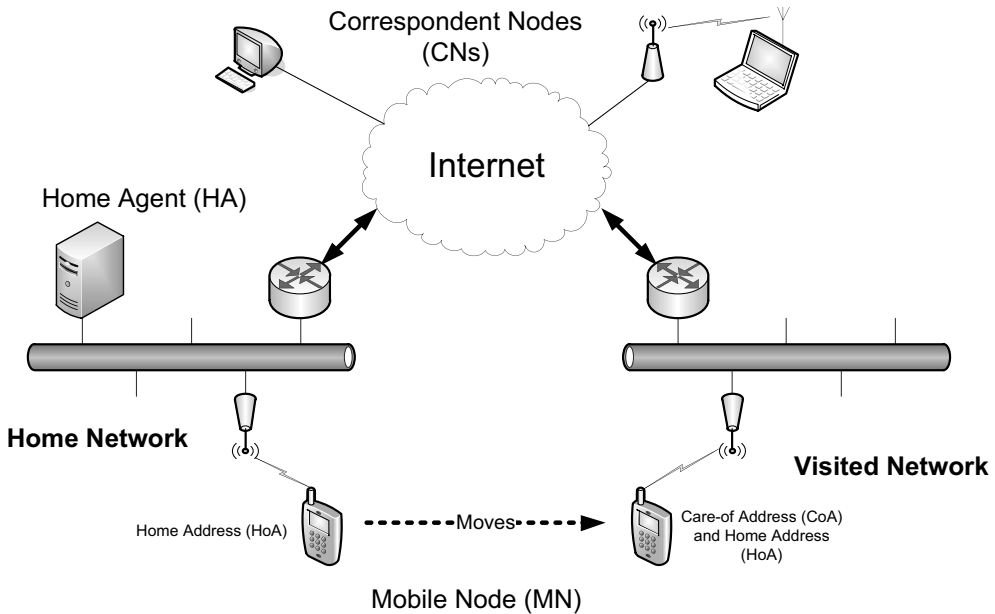 Correspondent Nodes
(CNs)
Internet
Home Agent (HA)
Home Network
Visited Network
Home Address (HoA)
Moves
Care-of Address (CoA)
and Home Address
(HoA)
Mobile Node (MN)